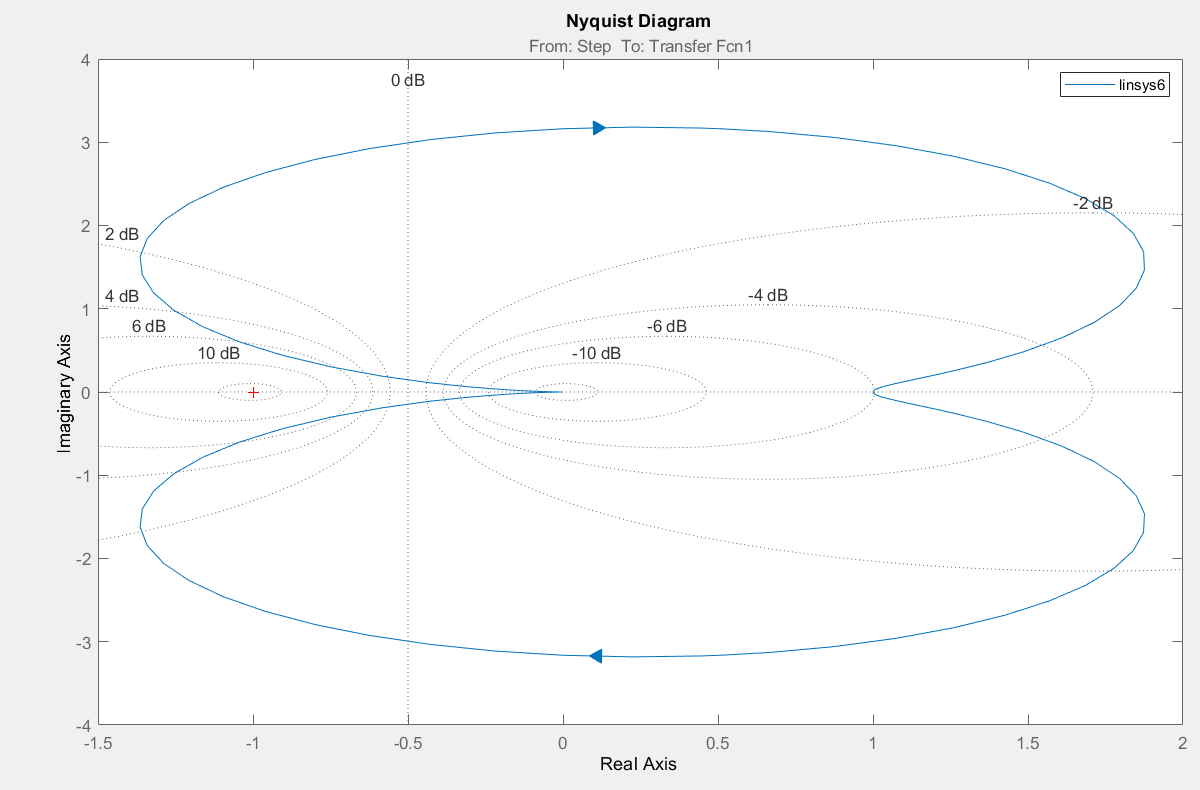 Nyquist Diagram
From: Step To: Transfer Fcn1
linsys6
0 dB
-2 dB
2 dB
4 dB
-4 dB
6 dB
-6 dB
10 dB
-10 dB
4
3
2
1
0
-1
-2
-3
-4
Imaginary Axis
-1.5
-1
-0.5
0
0.5
1
1.5
2
Real Axis